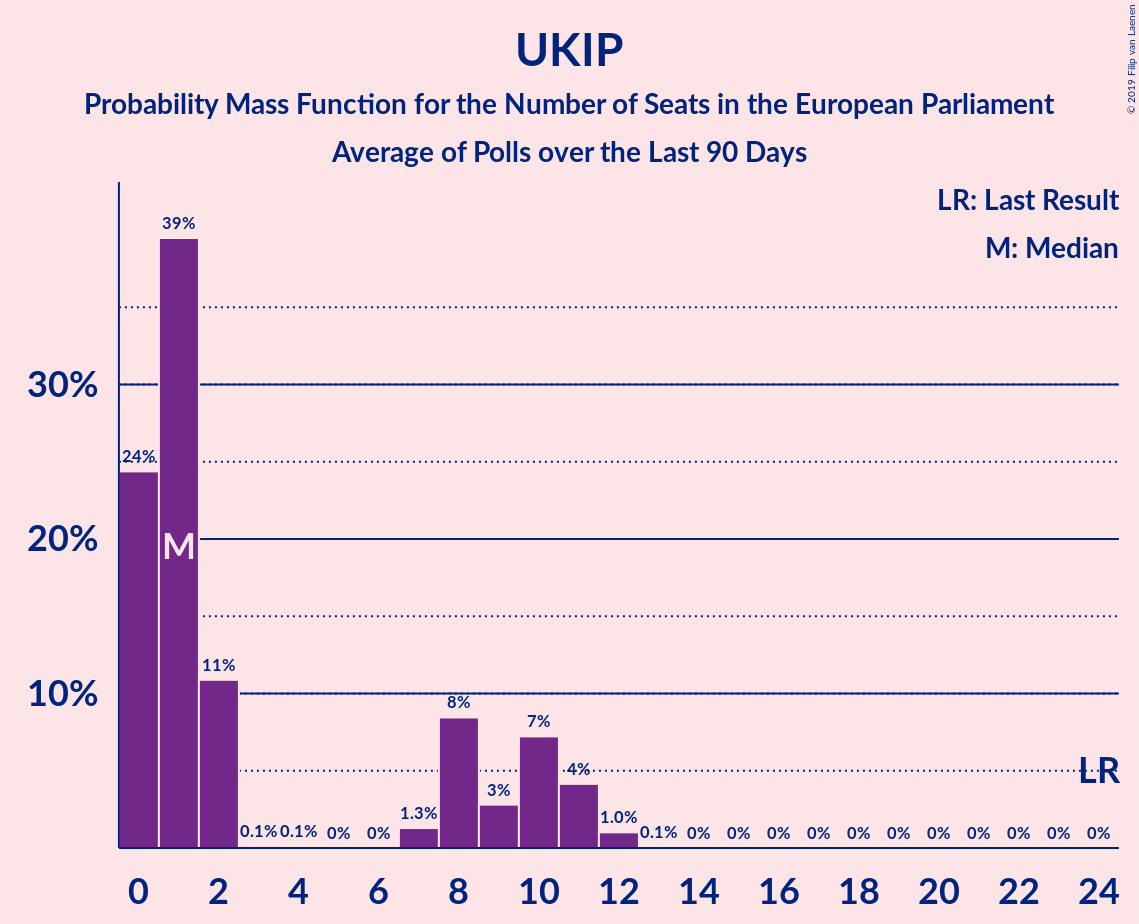 UKIP
Probability Mass Function for the Number of Seats in the European Parliament
Average of Polls over the Last 90 Days
© 2019 Filip van Laenen
LR: Last Result
M: Median
39%
30%
24%
20%
M
11%
10%
8%
7%
LR
4%
3%
1.3%
1.0%
0.1% 0.1% 0% 0% 0.1% 0% 0% 0% 0% 0% 0% 0% 0% 0% 0% 0%
0 2 4 6 8 10 12 14 16 18 20 22 24